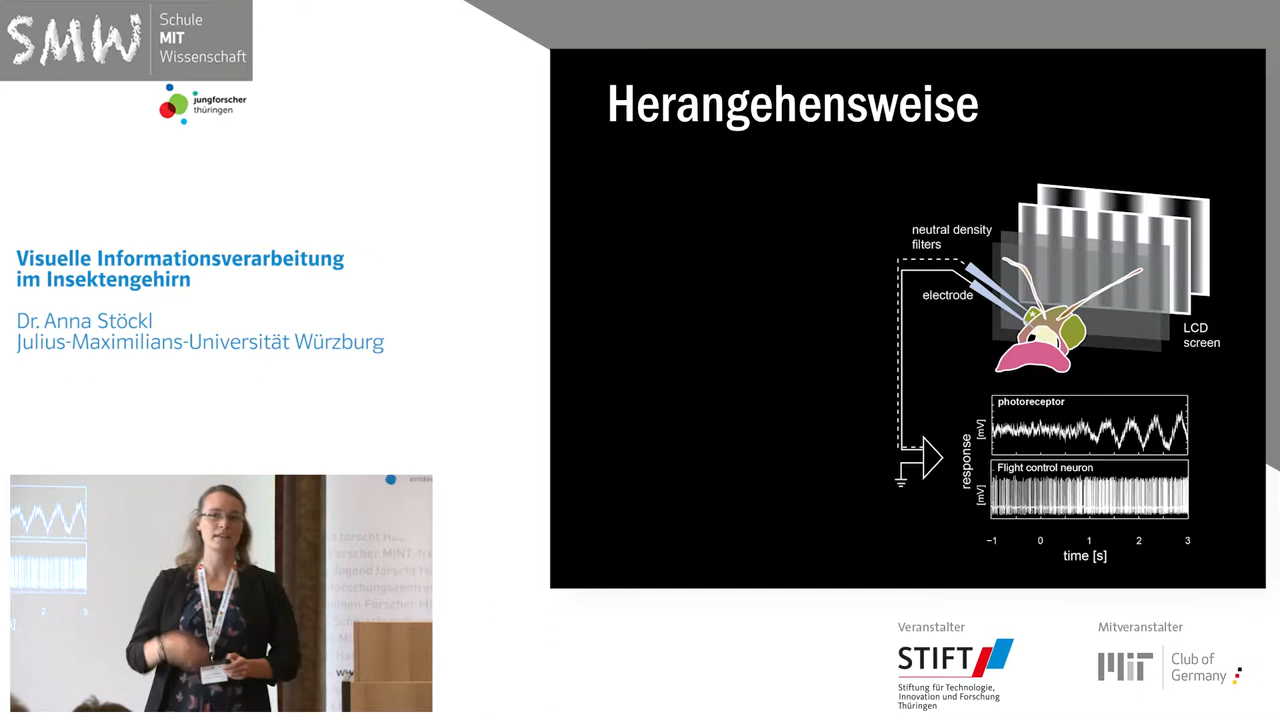 SMW
Schule
MIT
Wissenschaft
jungforscher
thüringen
Visuelle Informationsverarbeitung
im Insektengehirn
Dr. Anna Stöckl
Julius-Maximilians-Universität Würzburg
Herangehensweise
neutral density
filters
electrode
LCD
screen
photoreceptor
[mV]
response
Flight control neuron
[mV]
-1 0 1 2 3
time [s]
Veranstalter
STIFT
Stiftung für Technologie,
Innovation und Forschung
Thüringen
Mitveranstalter
MIT
Club of
Germany